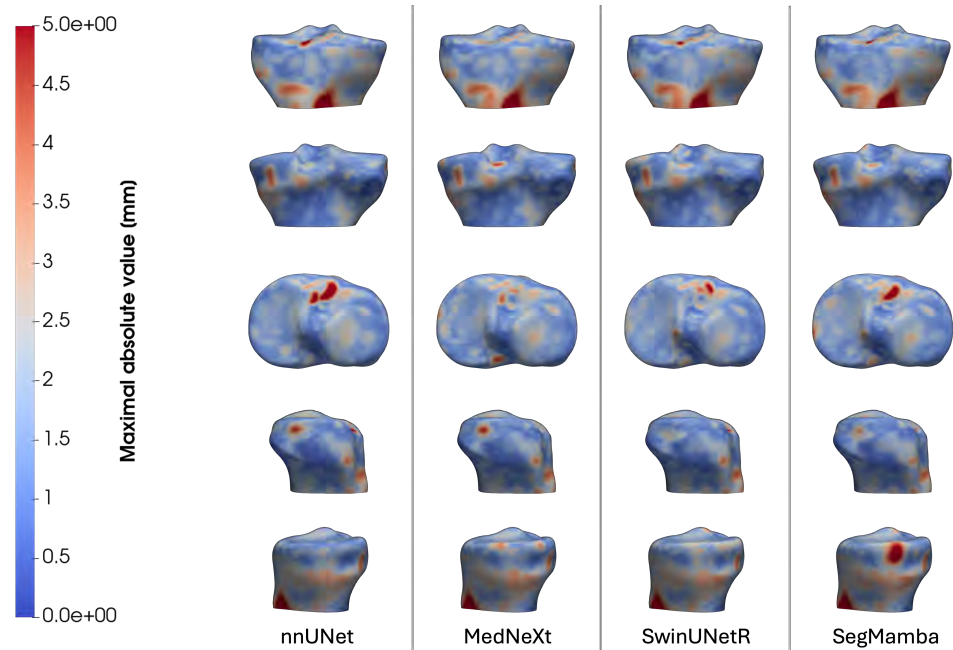 5.0e+00
4.5
4
3.5
3
2.5
2
1.5
1
0.5
0.0e+00
Maximal absolute value (mm)
nnUNet
MedNeXt
SwinUNetR
SegMamba